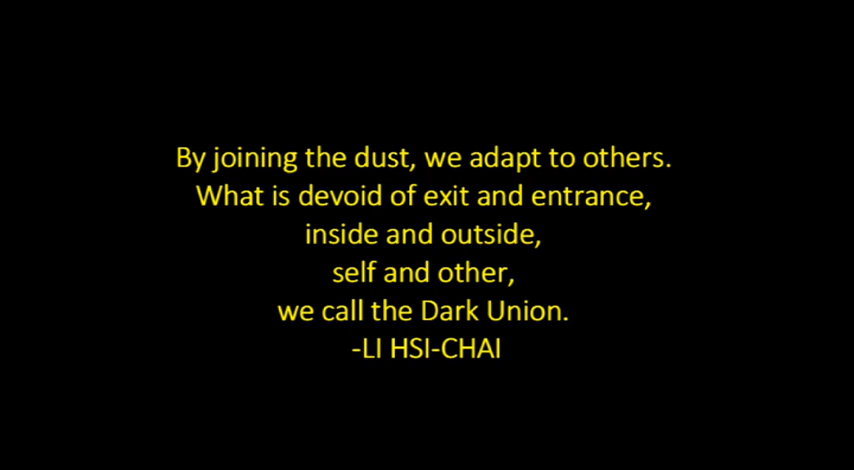 By joining the dust, we adapt to others.
What is devoid of exit and entrance,
inside and outside,
self and other,
we call the Dark Union.
-LI HSI-CHAI